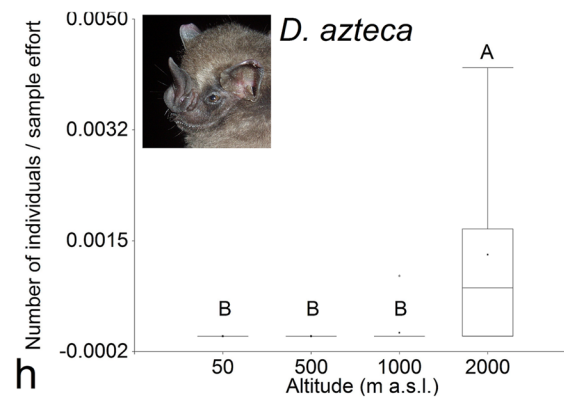 D. azteca
Number of individuals / sample effort
0.0050
0.0032
0.0015
-0.0002
B
B
B
A
50
500
1000
2000
Altitude (m a.s.l.)
h